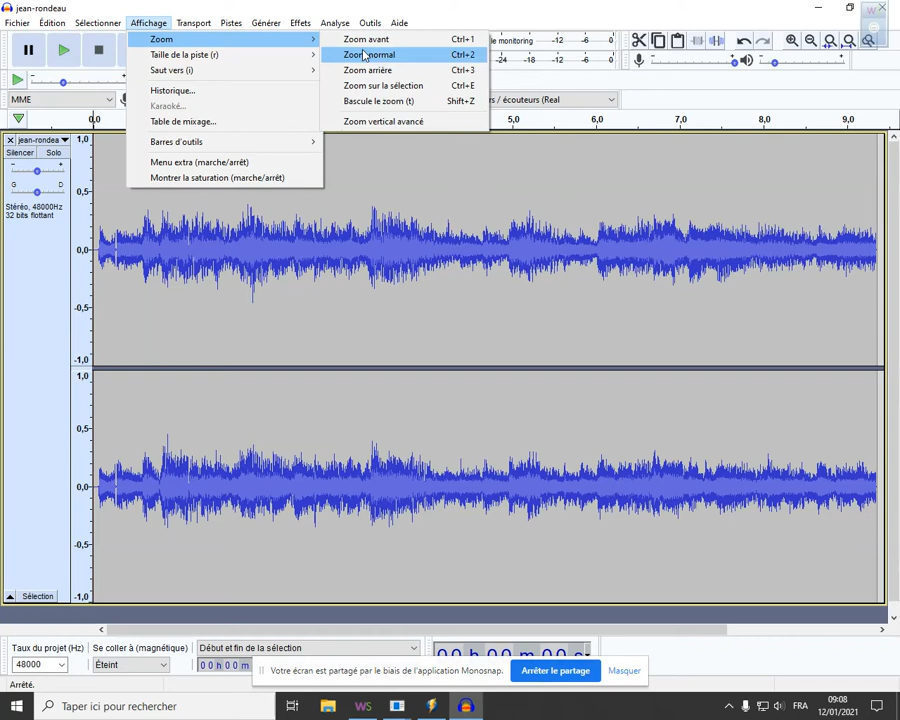 jean-rondeau
Fichier Édition Sélectionner Affichage Transport Pistes Générer Effets Analyse Outils Aide
Zoom
Taille de la piste (r)
Saut vers (i)
Historique...
Karaoké...
Table de mixage...
Barres d'outils
Menu extra (marche/arrêt)
Montrer la saturation (marche/arrêt)
Zoom avant Ctrl+1
Zoom normal Ctrl+2
Zoom arrière Ctrl+3
Zoom sur la sélection Ctrl+E
Bascule le zoom (t) Shift+Z
Zoom vertical avancé
le monitoring -12 -6 0
-24 -18 -12 -6 0
MME
rs / écouteurs (Real
0,0 5,0 6,0 7,0 8,0 9,0
jean-rondea
Silencer Solo
- +
G D
Stéréo, 48000Hz
32 bits flottant
1,0
0,5
0,0
-0,5
-1,0
1,0
0,5
0,0
-0,5
-1,0
Sélection
Taux du projet (Hz) Se coller à (magnétique) Début et fin de la sélection
48000 Éteint 00 h 00 m
00 h 00 m 00 s
Votre écran est partagé par le biais de l'application Monosnap. Arrêter le partage Masquer
Arrêté.
Taper ici pour rechercher
WS
FR
09:08
12/01/2021